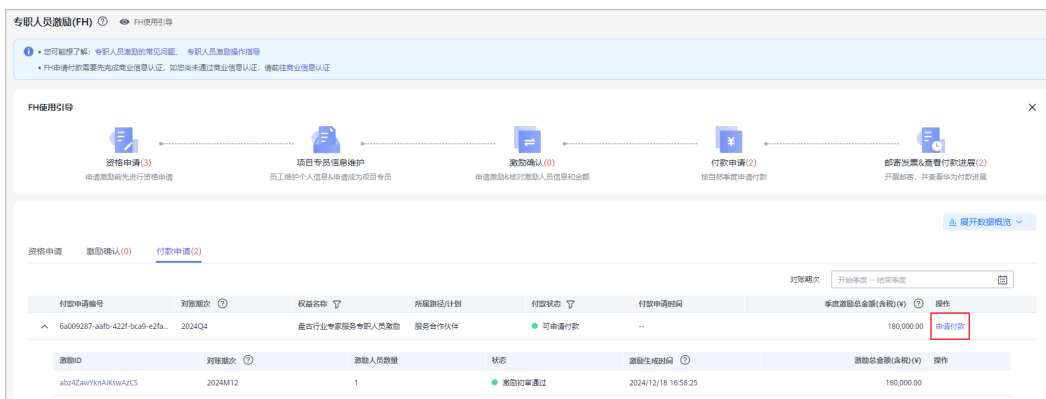 专职人员激励(FH) ? FH使用引导
• 您可能想了解：专职人员激励的常见问题、 专职人员激励操作指导
• FH申请付款需要先完成商业信息认证，如您尚未通过商业信息认证，请前往商业信息认证
FH使用引导
资格申请(3) 项目专员信息维护 激励确认(0) 付款申请(2) 邮寄发票&查看付款进展(2)
申请激励前先进行资格申请 员工维护个人信息&申请成为项目专员 申请激励&核对激励人员信息和金额 按自然季度申请付款 开票邮寄，并查看华为付款进展
展开数据概览
资格申请 激励确认(0) 付款申请(2)
对账期次 开始季度 – 结束季度
付款申请编号 对账期次 ? 权益名称 所属路径/计划 付款状态 付款申请时间 季度激励总金额(含税)(¥) ? 操作
6a009287-aafb-422f-bca9-e2fa... 2024Q4 盘古行业专家服务专职人员激励 服务合作伙伴 可申请付款 -- 180,000.00 申请付款
激励ID 对账期次 ? 激励人员数量 状态 激励生成时间 ? 激励总金额(含税)(¥) 操作
abz4ZawYknAIKswAzCS 2024M12 1 激励初审通过 2024/12/18 16:58:25 180,000.00